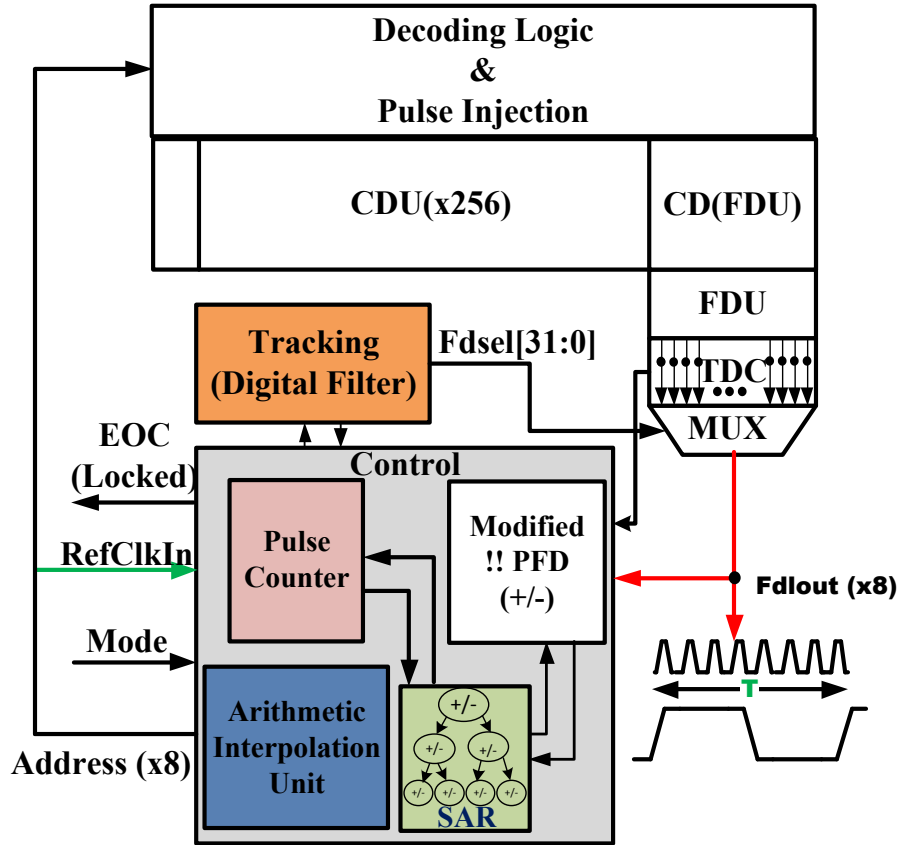 Decoding Logic
&
Pulse Injection
CDU(x256)
CD(FDU)
FDU
TDC
MUX
Tracking
(Digital Filter)
Fdsel[31:0]
EOC
(Locked)
Control
RefClkIn
Pulse
Counter
Modified
!! PFD
(+/-)
Fdlout (x8)
T
Mode
Arithmetic
Interpolation
Unit
Address (x8)
+/-
+/- +/-
+/- +/- +/- +/-
SAR